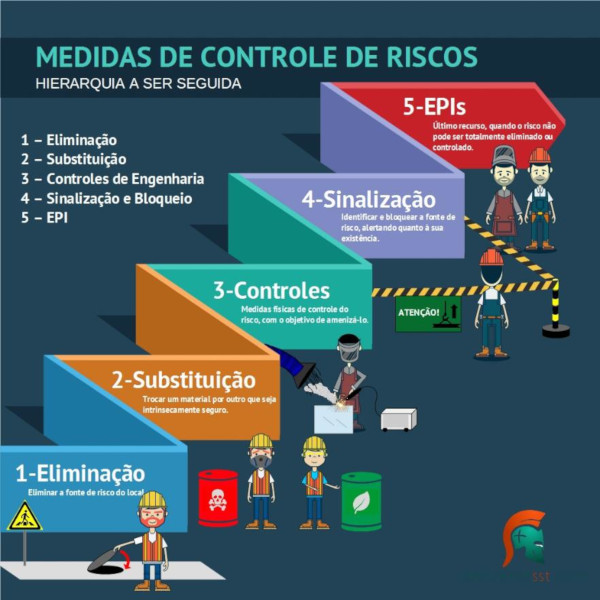 MEDIDAS DE CONTROLE DE RISCOS
HIERARQUIA A SER SEGUIDA
1 – Eliminação
2 – Substituição
3 – Controles de Engenharia
4 – Sinalização e Bloqueio
5 – EPI
5-EPIs
Último recurso, quando o risco não
pode ser totalmente eliminado ou
controlado.
4-Sinalização
Identificar e bloquear a fonte de
risco, alertando quanto à sua
existência.
3-Controles
Medidas físicas de controle do
risco, com o objetivo de amenizá-lo.
ATENÇÃO!
2-Substituição
Trocar um material por outro que seja
intrinsecamente seguro.
1-Eliminação
Eliminar a fonte de risco do local
SST